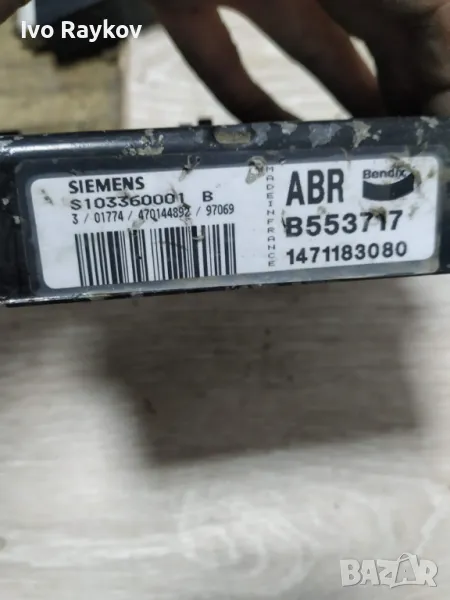 Ivo Raykov
SIEMENS
S103360001 B
3 / 01774 / 470144892 / 97069
MADE IN FRANCE
ABR Bendix
B553717
1471183080
BAZAR